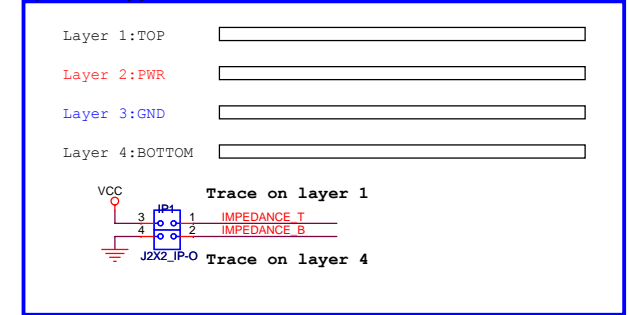 Layer 1:TOP
Layer 2:PWR
Layer 3:GND
Layer 4:BOTTOM
VCC
Trace on layer 1
IP1
3 1 IMPEDANCE_T
4 2 IMPEDANCE_B
J2X2_IP-O
Trace on layer 4